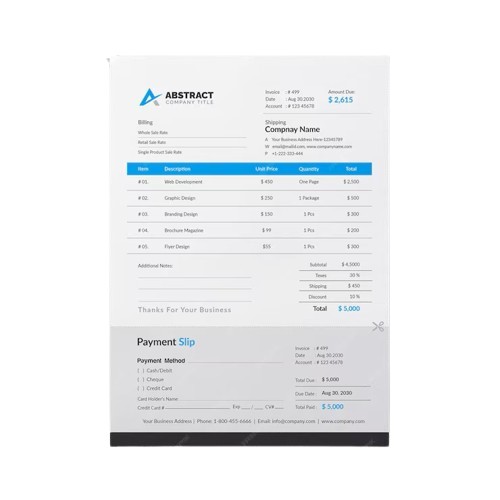 ABSTRACT
COMPANY TITLE
Invoice : # 499
Date : Aug 30,2030
Account : # 123 45678
Amount Due:
$ 2,615
Billing
Whole Sale Rate
Retail Sale Rate
Single Product Sale Rate
Shipping
Compnay Name
A Your Business Address Here-12345789
W email@maild.com, www.companyname.com
P +1-222-333-444
Item Description Unit Price Quantity Total
# 01. Web Development $ 450 One Page $ 2,500
# 02. Graphic Design $ 250 1 Package $ 500
# 03. Branding Design $ 150 1 Pcs $ 300
# 04. Brochure Magazine $ 99 1 Pcs $ 200
# 05. Flyer Design $55 1 Pcs $ 300
Additional Notes:
Subtotal $ 4,5000
Taxes 30 %
Shipping $ 450
Discount 10 %
Total $ 5,000
Thanks For Your Business
Payment Slip
Invoice : # 499
Date : Aug 30,2030
Account : # 123 45678
Payment Method
( ) Cash/Debit
( ) Cheque
( ) Credit Card
Total Due : $ 5,000
Due Date : Aug 30, 2030
Card Holder's Name
Credit Card # Exp ___/___ CV#
Total Paid: $ 5,000
Your Business Address | Phone: 1-800-455-6666 | Email: info@company.com | www.company.com